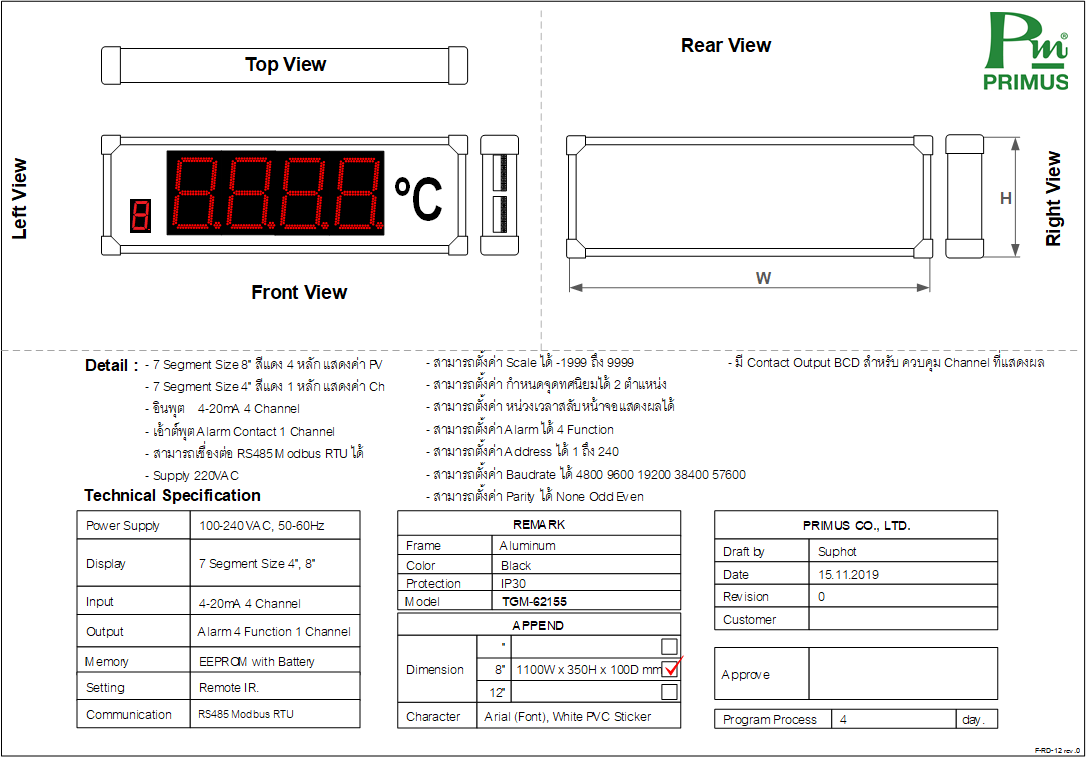 Top View
Rear View
Pm®
PRIMUS
Left View
8
8.8.8.8.
°C
H
Right View
Front View
W
Detail :
- 7 Segment Size 8" สีแดง 4 หลัก แสดงค่า PV
- 7 Segment Size 4" สีแดง 1 หลัก แสดงค่า Ch
- อินพุต 4-20mA 4 Channel
- เอ้าต์พุต Alarm Contact 1 Channel
- สามารถเชื่องต่อ RS485 Modbus RTU ได้
- Supply 220VAC
- สามารถตั้งค่า Scale ได้ -1999 ถึง 9999
- สามารถตั้งค่า กำหนดจุดทศนิยมได้ 2 ตำแหน่ง
- สามารถตั้งค่า หน่วงเวลาสลับหน้าจอแสดงผลได้
- สามารถตั้งค่า Alarm ได้ 4 Function
- สามารถตั้งค่า Address ได้ 1 ถึง 240
- สามารถตั้งค่า Baudrate ได้ 4800 9600 19200 38400 57600
- สามารถตั้งค่า Parity ได้ None Odd Even
- มี Contact Output BCD สำหรับ ควบคุม Channel ที่แสดงผล
Technical Specification
Power Supply 100-240 VAC, 50-60Hz
Display 7 Segment Size 4", 8"
Input 4-20mA 4 Channel
Output Alarm 4 Function 1 Channel
Memory EEPROM with Battery
Setting Remote IR.
Communication RS485 Modbus RTU
REMARK
Frame Aluminum
Color Black
Protection IP30
Model TGM-62155
APPEND
Dimension
"
8" 1100W x 350H x 100D mm
12"
Character Arial (Font), White PVC Sticker
PRIMUS CO., LTD.
Draft by Suphot
Date 15.11.2019
Revision 0
Customer
Approve
Program Process 4 day.
F-RD-12 rev.0